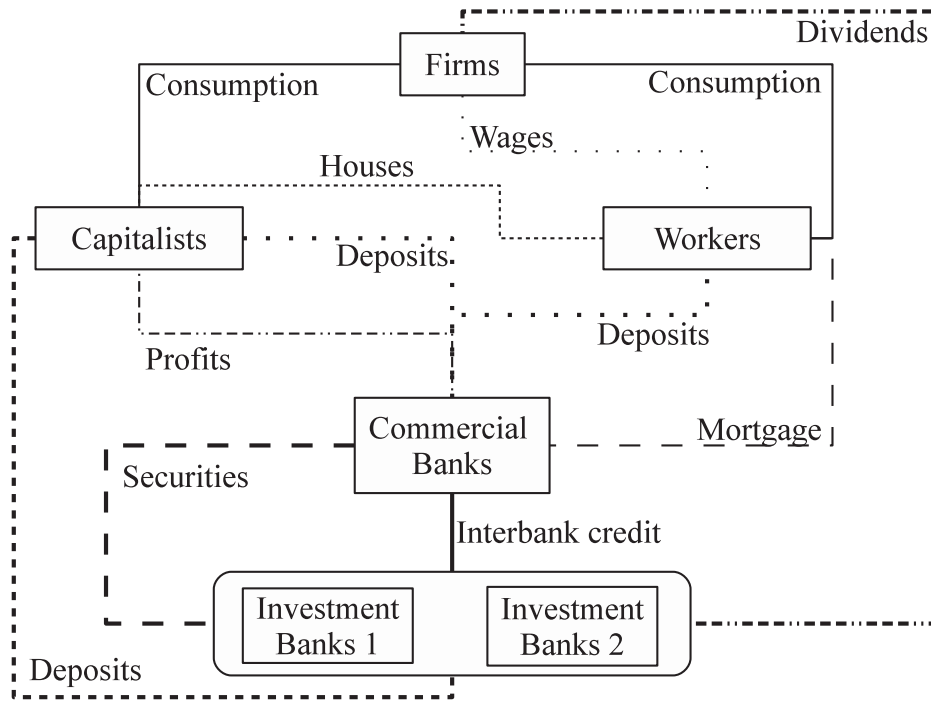 Dividends
Firms
Consumption
Consumption
Wages
Houses
Capitalists
Workers
Deposits
Deposits
Profits
Commercial
Banks
Mortgage
Securities
Interbank credit
Investment
Banks 1
Investment
Banks 2
Deposits